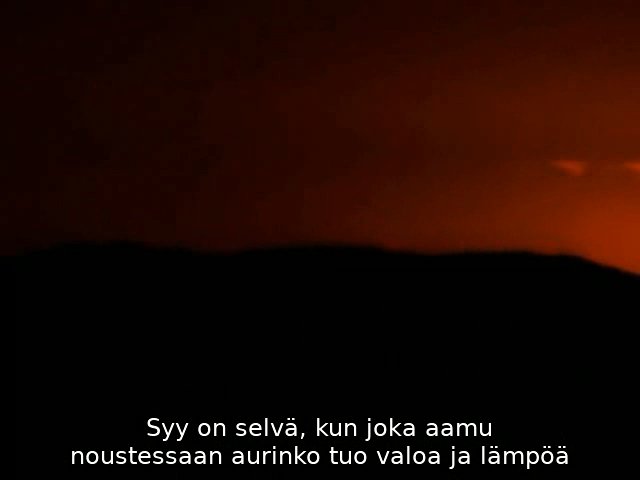 Syy on selvä, kun joka aamu
noustessaan aurinko tuo valoa ja lämpöä